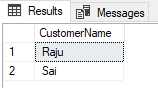 Results Messages
CustomerName
1 Raju
2 Sai